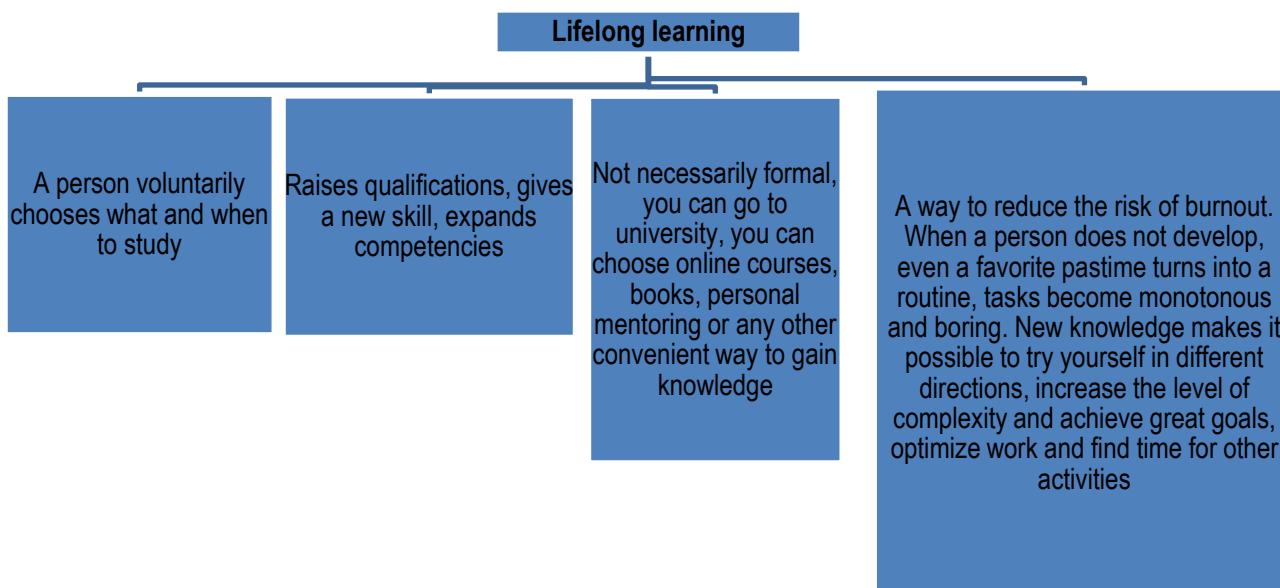 Lifelong learning
A person voluntarily
chooses what and when
to study
Raises qualifications, gives
a new skill, expands
competencies
Not necessarily formal,
you can go to
university, you can
choose online courses,
books, personal
mentoring or any other
convenient way to gain
knowledge
A way to reduce the risk of burnout.
When a person does not develop,
even a favorite pastime turns into a
routine, tasks become monotonous
and boring. New knowledge makes it
possible to try yourself in different
directions, increase the level of
complexity and achieve great goals,
optimize work and find time for other
activities